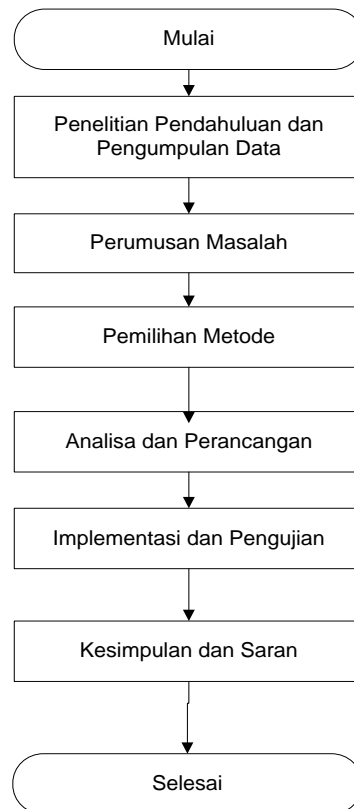 Mulai
Penelitian Pendahuluan dan
Pengumpulan Data
Perumusan Masalah
Pemilihan Metode
Analisa dan Perancangan
Implementasi dan Pengujian
Kesimpulan dan Saran
Selesai